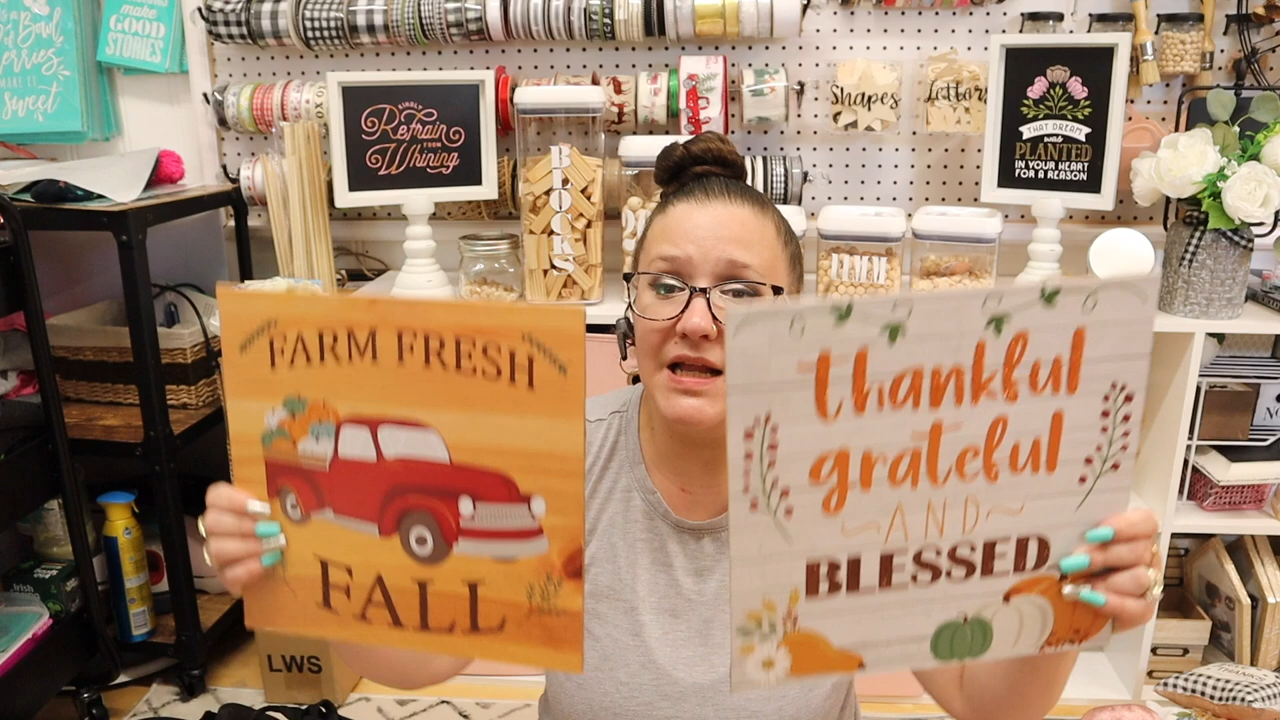 make
GOOD
STORIES
sweet
KINDLY
Refrain
FROM
Whining
BLOCKS
Shapes
Letters
THAT DREAM
was
PLANTED
IN YOUR HEART
FOR A REASON
FARM FRESH
FALL
thankful
grateful
~AND~
BLESSED
LWS
Irish